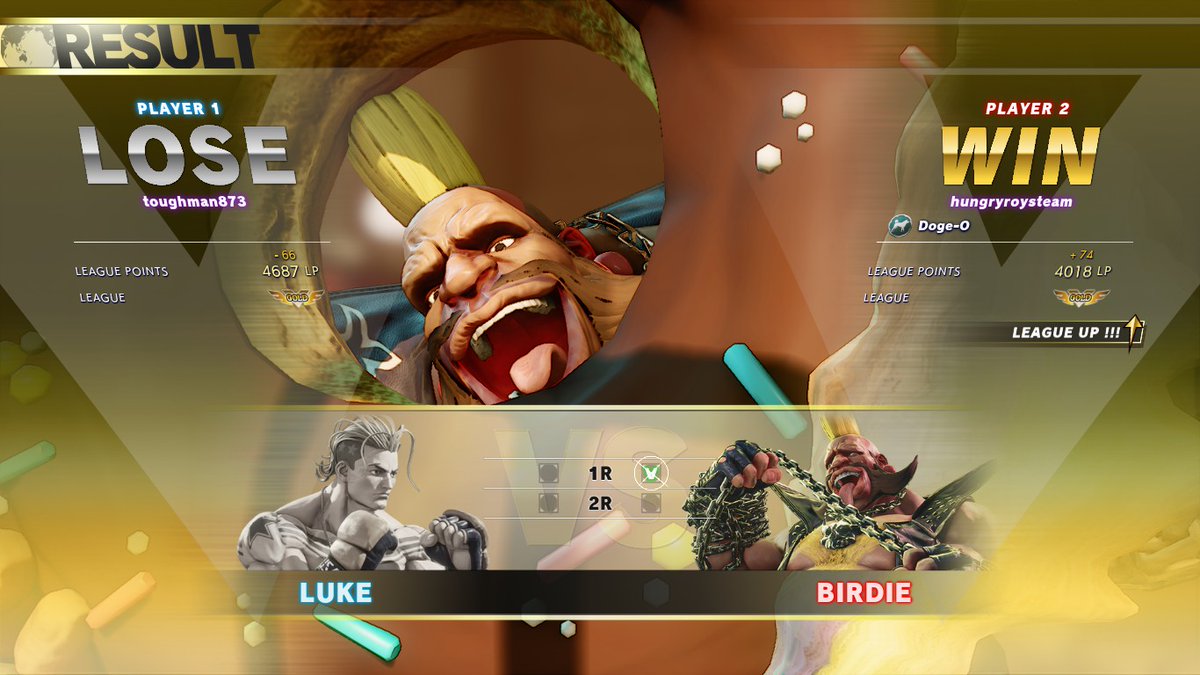 RESULT
PLAYER 1
LOSE
toughman873
- 66
LEAGUE POINTS 4687 LP
LEAGUE GOLD
PLAYER 2
WIN
hungryroysteam
Doge-O
+ 74
LEAGUE POINTS 4018 LP
LEAGUE GOLD
LEAGUE UP !!!
VS
1R V
2R
LUKE
BIRDIE